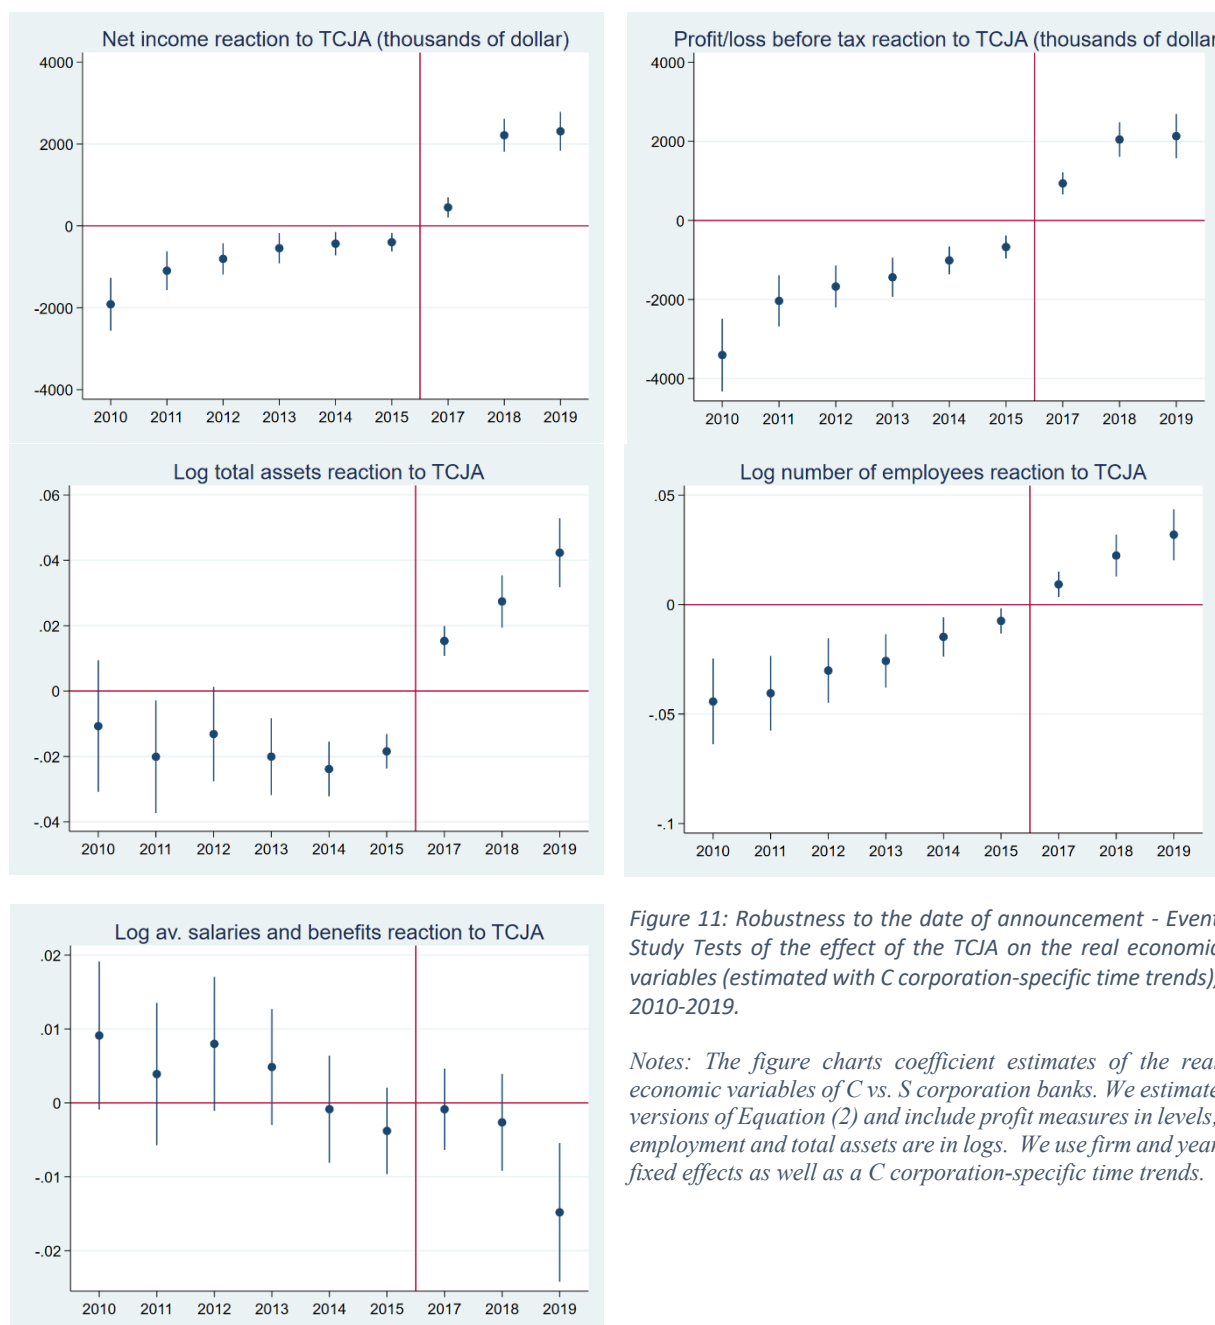 Net income reaction to TCJA (thousands of dollar)
4000
2000
0
-2000
-4000
2010 2011 2012 2013 2014 2015 2017 2018 2019
Profit/loss before tax reaction to TCJA (thousands of dollar
4000
2000
0
-2000
-4000
2010 2011 2012 2013 2014 2015 2017 2018 2019
Log total assets reaction to TCJA
.06
.04
.02
0
-.02
-.04
2010 2011 2012 2013 2014 2015 2017 2018 2019
Log number of employees reaction to TCJA
.05
0
-.05
-.1
2010 2011 2012 2013 2014 2015 2017 2018 2019
Log av. salaries and benefits reaction to TCJA
.02
.01
0
-.01
-.02
2010 2011 2012 2013 2014 2015 2017 2018 2019
Figure 11: Robustness to the date of announcement - Event
Study Tests of the effect of the TCJA on the real economic
variables (estimated with C corporation-specific time trends),
2010-2019.
Notes: The figure charts coefficient estimates of the real
economic variables of C vs. S corporation banks. We estimate
versions of Equation (2) and include profit measures in levels,
employment and total assets are in logs. We use firm and year
fixed effects as well as a C corporation-specific time trends.